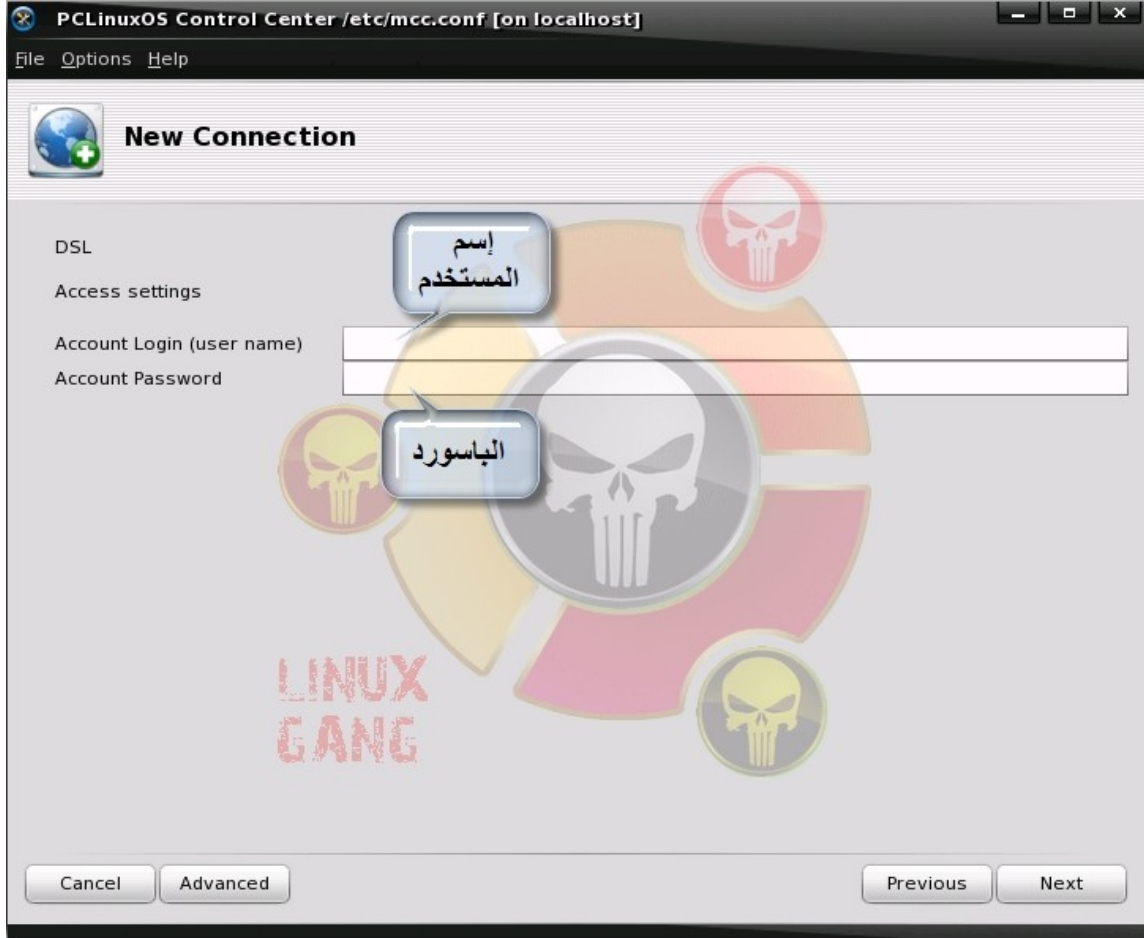 PCLinuxOS Control Center /etc/mcc.conf [on localhost]
File Options Help
New Connection
DSL
إسم
المستخدم
Access settings
Account Login (user name)
Account Password
الباسورد
LINUX
GANG
Cancel Advanced Previous Next